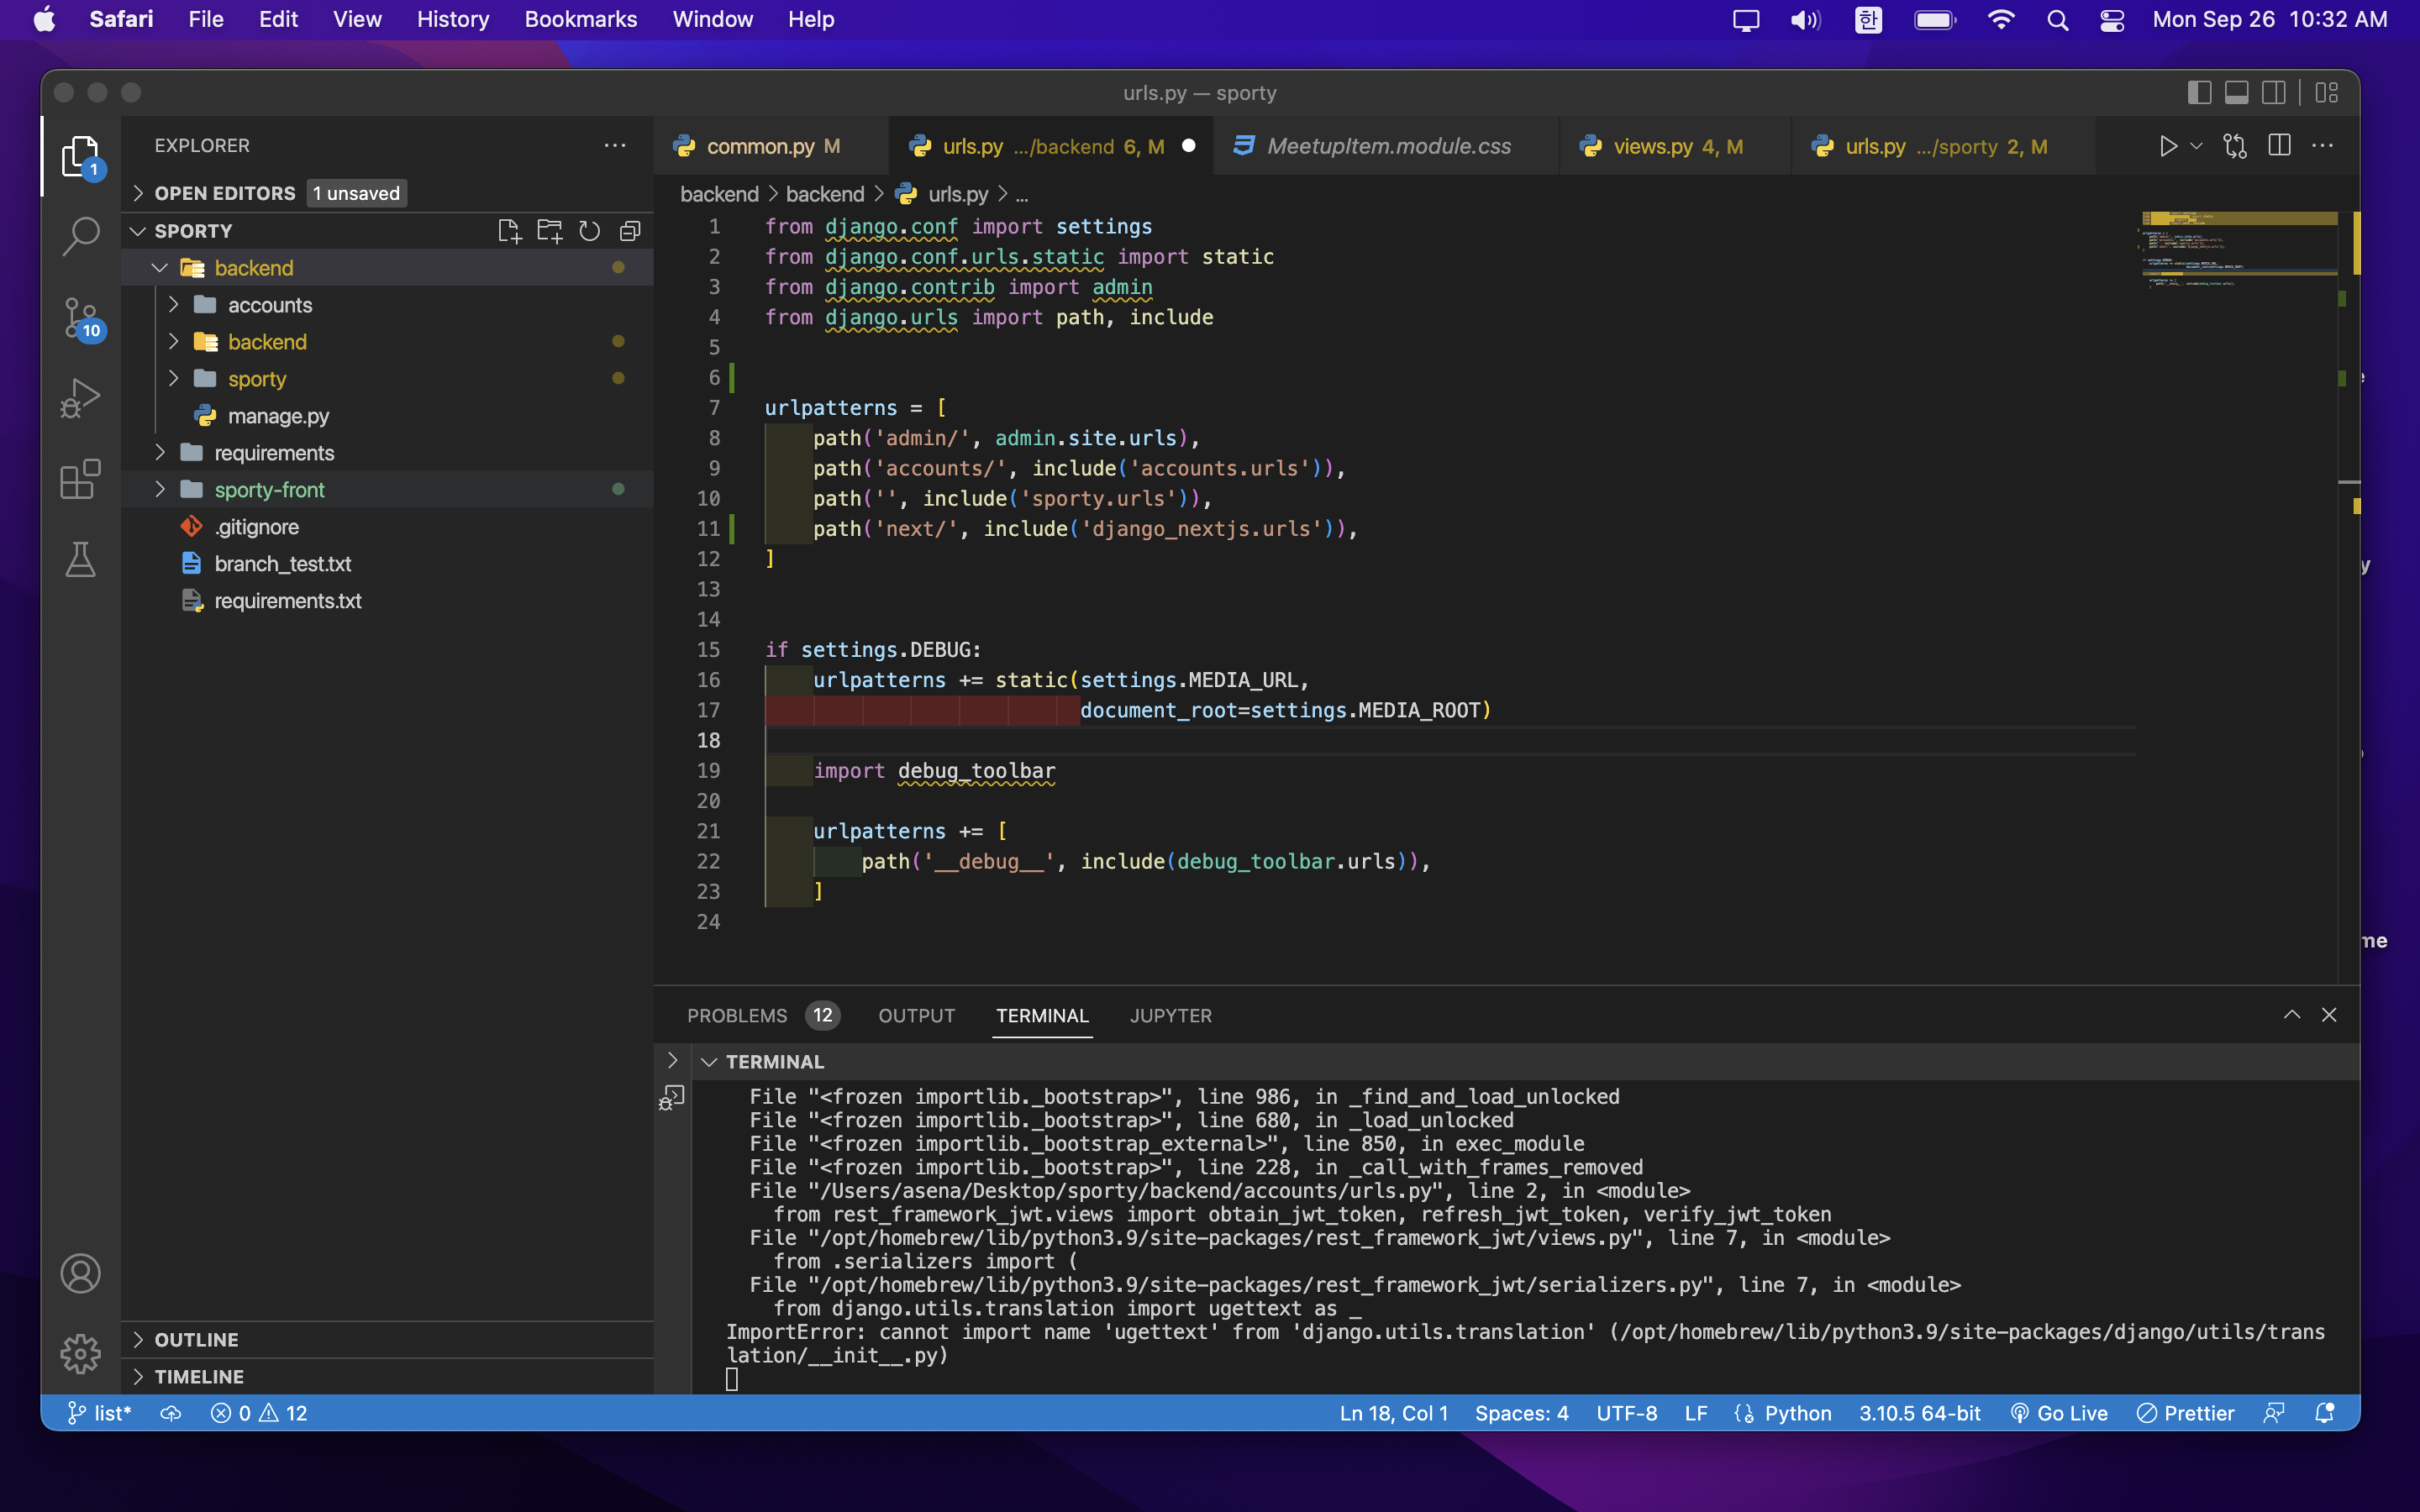 Safari File Edit View History Bookmarks Window Help
한 Mon Sep 26 10:32 AM
urls.py — sporty
EXPLORER
OPEN EDITORS 1 unsaved
SPORTY
backend
accounts
backend
sporty
manage.py
requirements
sporty-front
.gitignore
branch_test.txt
requirements.txt
OUTLINE
TIMELINE
1
10
common.py M
urls.py .../backend 6, M
MeetupItem.module.css
views.py 4, M
urls.py .../sporty 2, M
backend > backend > urls.py > ...
1 from django.conf import settings
2 from django.conf.urls.static import static
3 from django.contrib import admin
4 from django.urls import path, include
5
6
7 urlpatterns = [
8 path('admin/', admin.site.urls),
9 path('accounts/', include('accounts.urls')),
10 path('', include('sporty.urls')),
11 path('next/', include('django_nextjs.urls')),
12 ]
13
14
15 if settings.DEBUG:
16 urlpatterns += static(settings.MEDIA_URL,
17 document_root=settings.MEDIA_ROOT)
18
19 import debug_toolbar
20
21 urlpatterns += [
22 path('__debug__', include(debug_toolbar.urls)),
23 ]
24
PROBLEMS 12 OUTPUT TERMINAL JUPYTER
TERMINAL
File "<frozen importlib._bootstrap>", line 986, in _find_and_load_unlocked
File "<frozen importlib._bootstrap>", line 680, in _load_unlocked
File "<frozen importlib._bootstrap_external>", line 850, in exec_module
File "<frozen importlib._bootstrap>", line 228, in _call_with_frames_removed
File "/Users/asena/Desktop/sporty/backend/accounts/urls.py", line 2, in <module>
from rest_framework_jwt.views import obtain_jwt_token, refresh_jwt_token, verify_jwt_token
File "/opt/homebrew/lib/python3.9/site-packages/rest_framework_jwt/views.py", line 7, in <module>
from .serializers import (
File "/opt/homebrew/lib/python3.9/site-packages/rest_framework_jwt/serializers.py", line 7, in <module>
from django.utils.translation import ugettext as _
ImportError: cannot import name 'ugettext' from 'django.utils.translation' (/opt/homebrew/lib/python3.9/site-packages/django/utils/trans
lation/__init__.py)
list* 0 12 Ln 18, Col 1 Spaces: 4 UTF-8 LF Python 3.10.5 64-bit Go Live Prettier